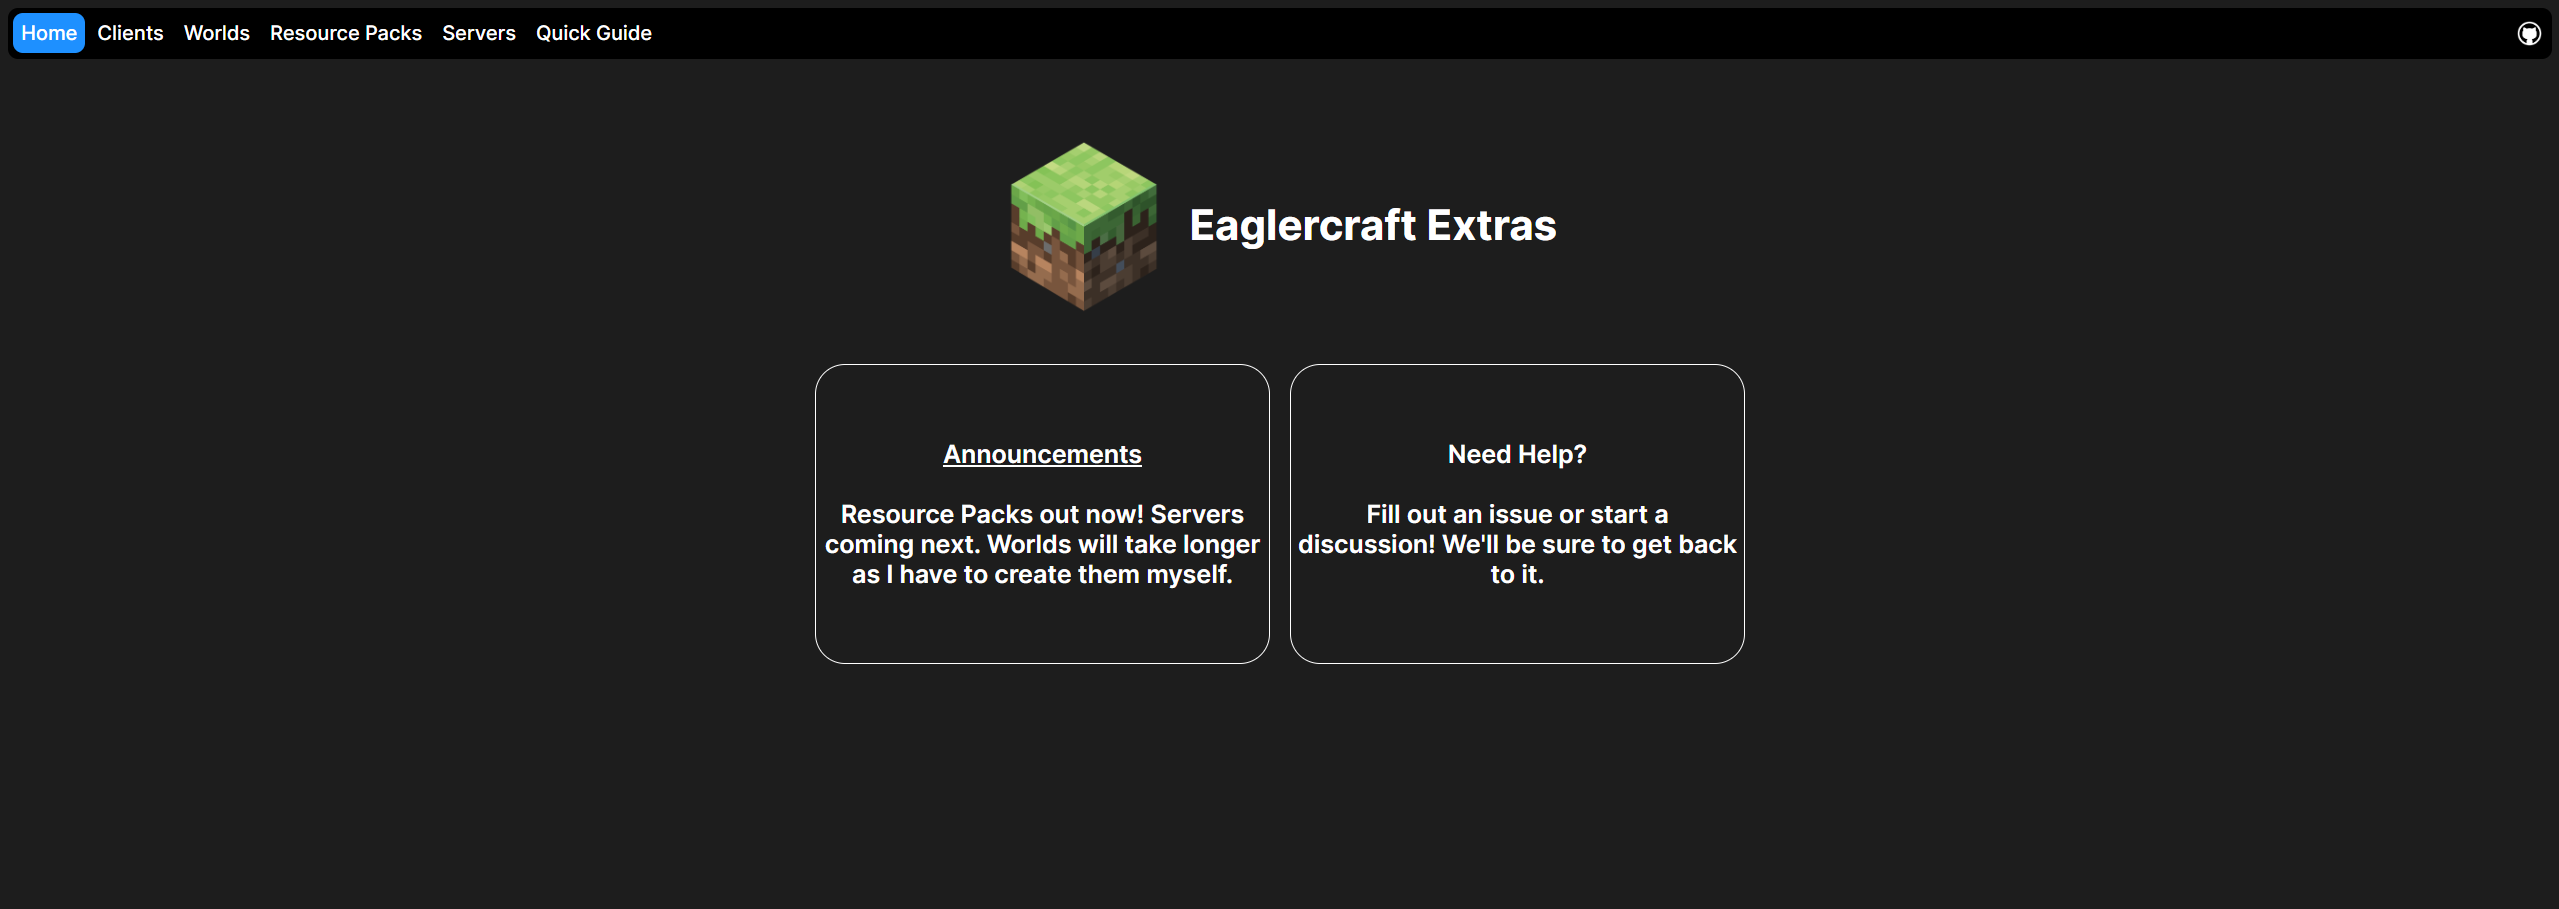 Home Clients Worlds Resource Packs Servers Quick Guide
Eaglercraft Extras
Announcements
Resource Packs out now! Servers
coming next. Worlds will take longer
as I have to create them myself.
Need Help?
Fill out an issue or start a
discussion! We'll be sure to get back
to it.